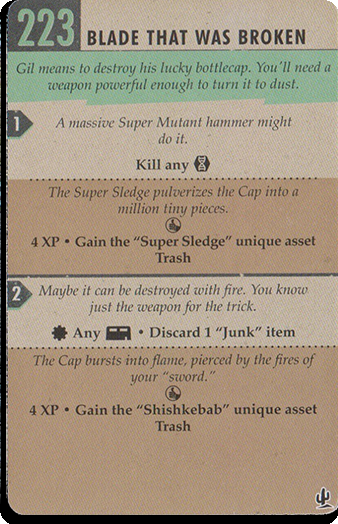 223 BLADE THAT WAS BROKEN
Gil means to destroy his lucky bottlecap. You'll need a
weapon powerful enough to turn it to dust.
1
A massive Super Mutant hammer might
do it.
Kill any
The Super Sledge pulverizes the Cap into a
million tiny pieces.
4 XP • Gain the “Super Sledge” unique asset
Trash
2
Maybe it can be destroyed with fire. You know
just the weapon for the trick.
Any • Discard 1 “Junk” item
The Cap bursts into flame, pierced by the fires of
your “sword.”
4 XP • Gain the “Shishkebab” unique asset
Trash